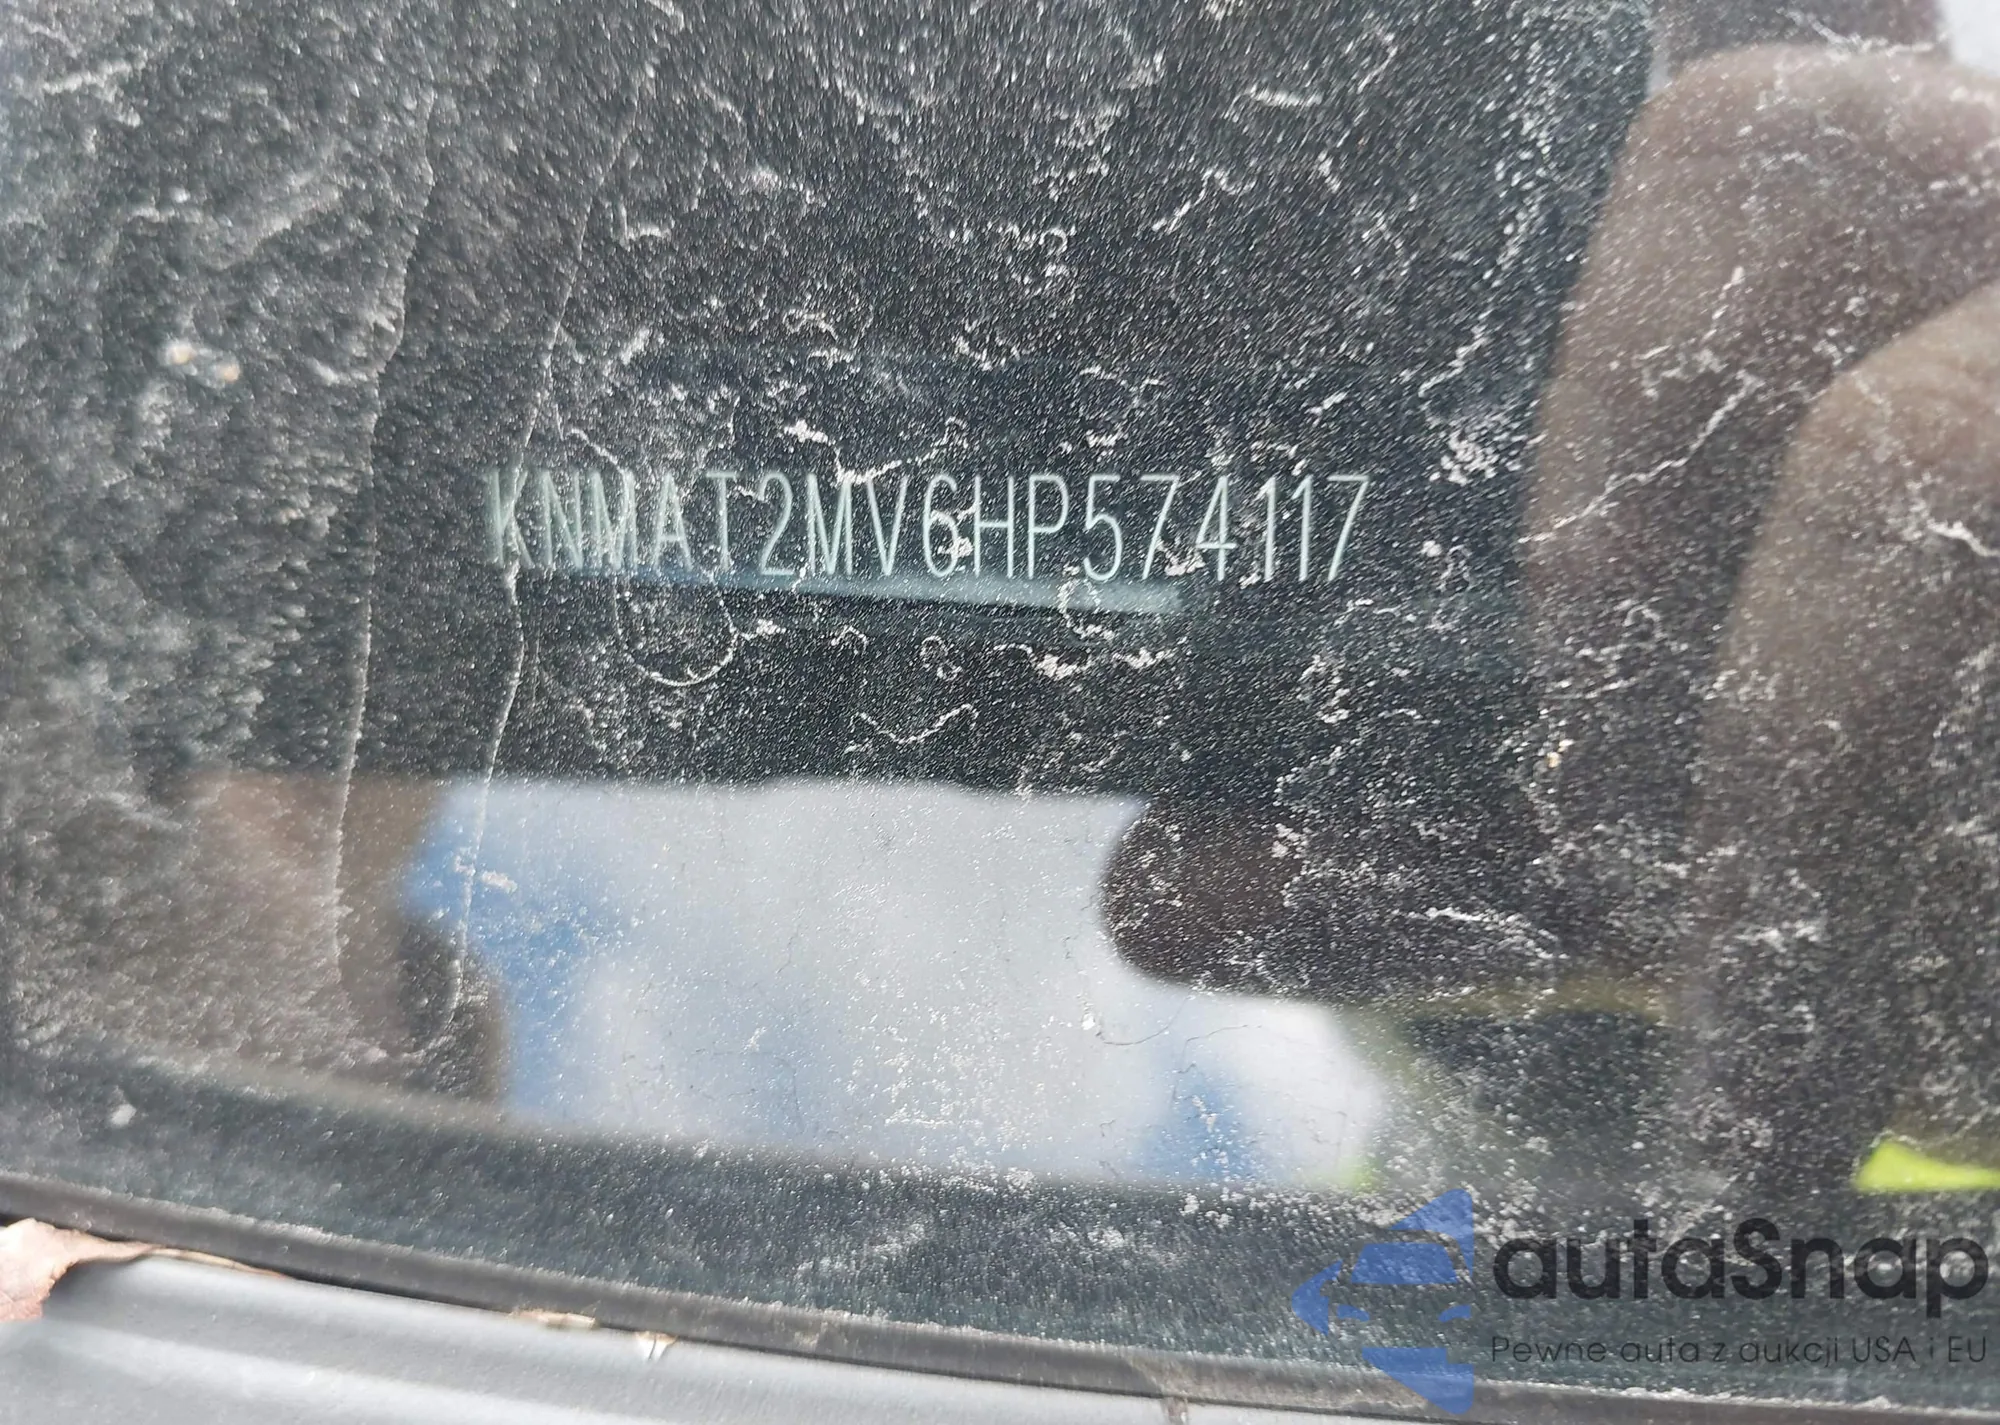 KNMAT2MV6HP574117
autaSnap
Pewne auta z aukcji USA i EU